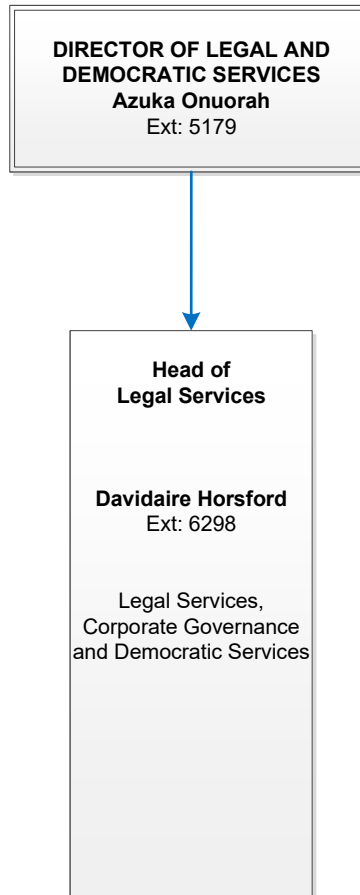 DIRECTOR OF LEGAL AND
DEMOCRATIC SERVICES
Azuka Onuorah
Ext: 5179
Head of
Legal Services
Davidaire Horsford
Ext: 6298
Legal Services,
Corporate Governance
and Democratic Services